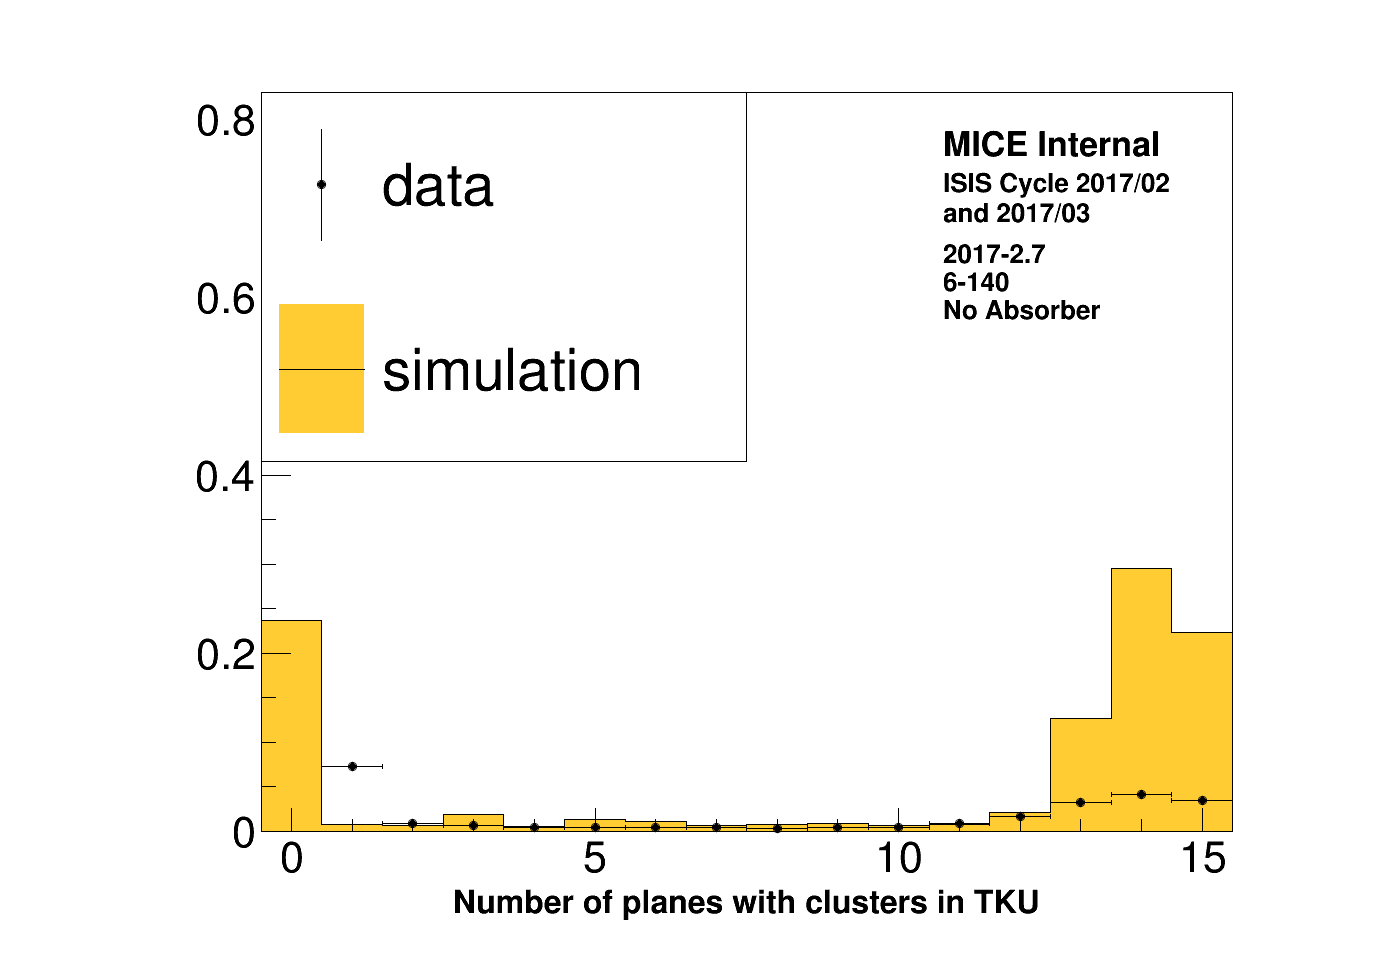 0.8
0.6
0.4
0.2
0
data
simulation
MICE Internal
ISIS Cycle 2017/02
and 2017/03
2017-2.7
6-140
No Absorber
0 5 10 15
Number of planes with clusters in TKU